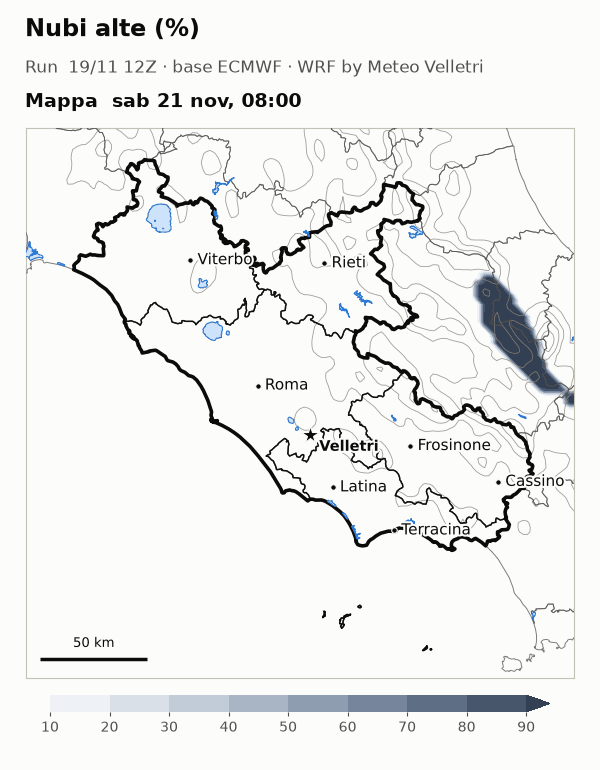 Nubi alte (%)
Run 19/11 12Z · base ECMWF · WRF by Meteo Velletri
Mappa sab 21 nov, 08:00
Viterbo
Rieti
Roma
Velletri
Frosinone
Latina
Cassino
Terracina
50 km
10 20 30 40 50 60 70 80 90